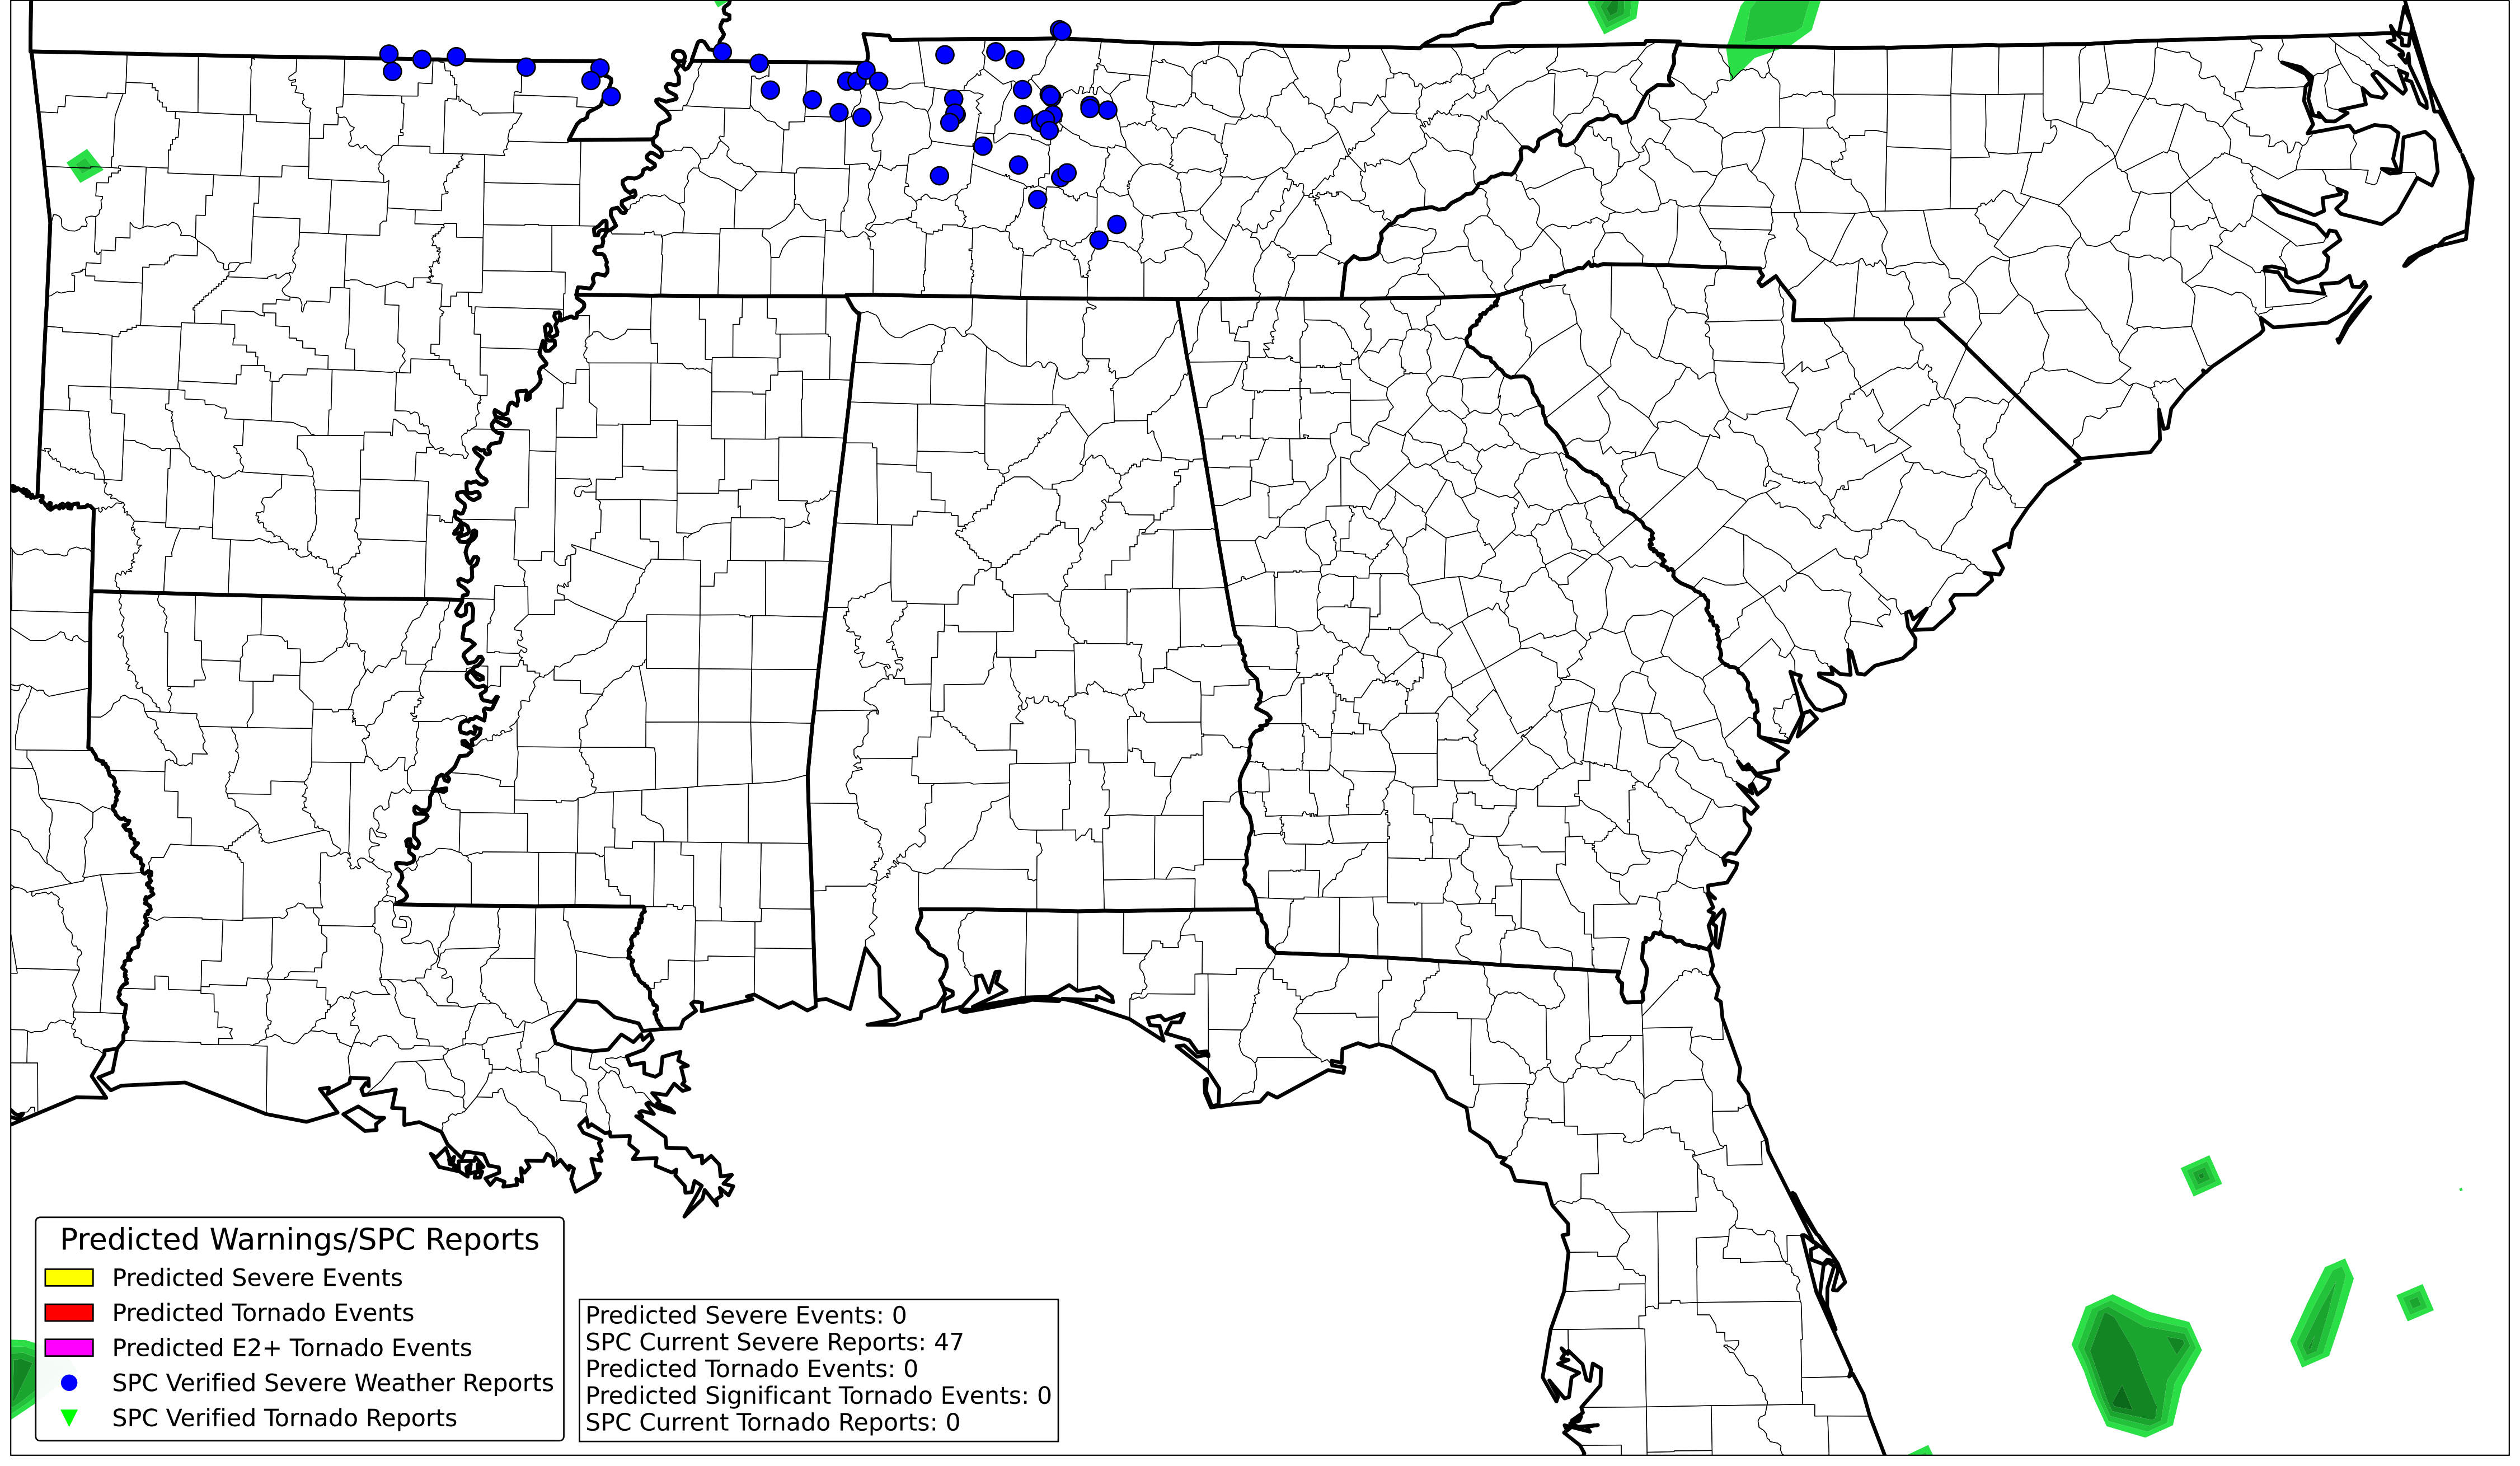 Predicted Warnings/SPC Reports
Predicted Severe Events
Predicted Tornado Events
Predicted E2+ Tornado Events
SPC Verified Severe Weather Reports
SPC Verified Tornado Reports
Predicted Severe Events: 0
SPC Current Severe Reports: 47
Predicted Tornado Events: 0
Predicted Significant Tornado Events: 0
SPC Current Tornado Reports: 0